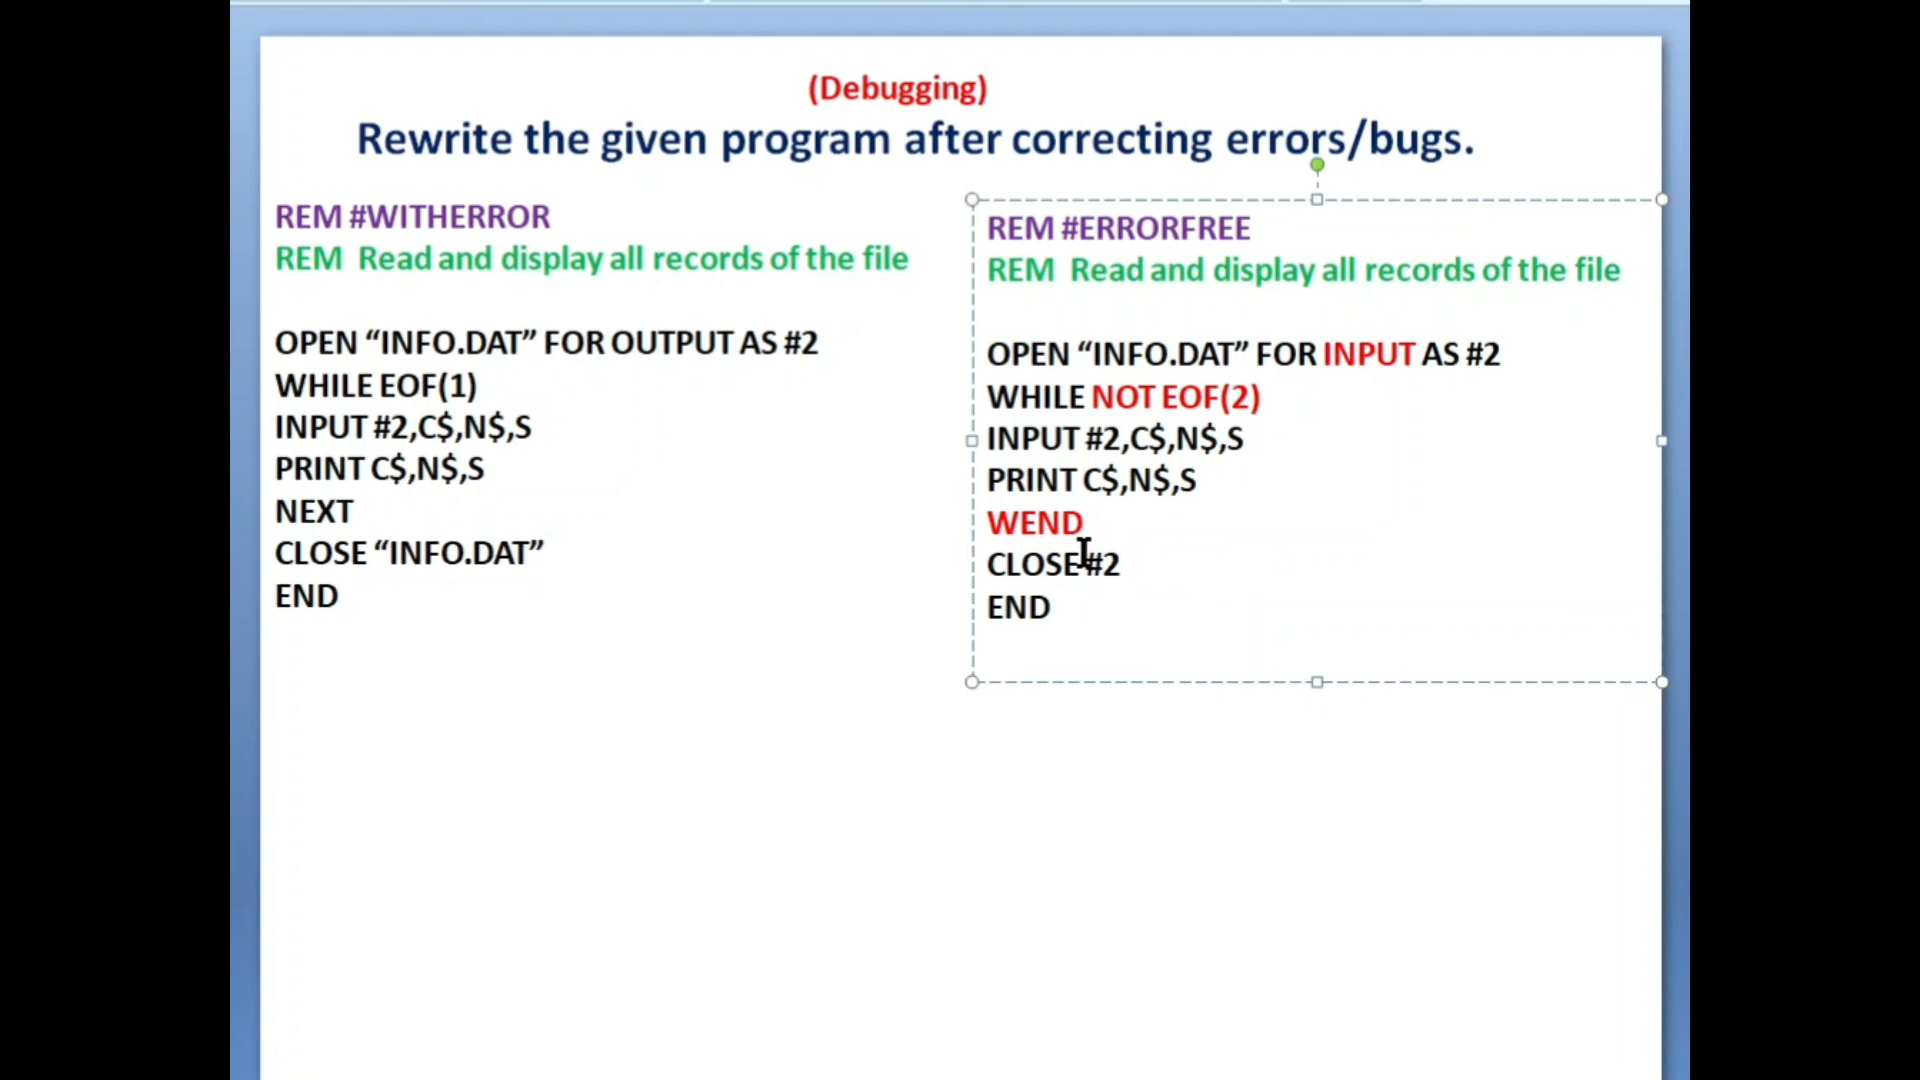 (Debugging)
Rewrite the given program after correcting errors/bugs.
REM #WITHERROR
REM  Read and display all records of the file
OPEN “INFO.DAT” FOR OUTPUT AS #2
WHILE EOF(1)
INPUT #2,C$,N$,S
PRINT C$,N$,S
NEXT
CLOSE “INFO.DAT”
END
REM #ERRORFREE
REM  Read and display all records of the file
OPEN “INFO.DAT” FOR INPUT AS #2
WHILE NOT EOF(2)
INPUT #2,C$,N$,S
PRINT C$,N$,S
WEND
CLOSE #2
END